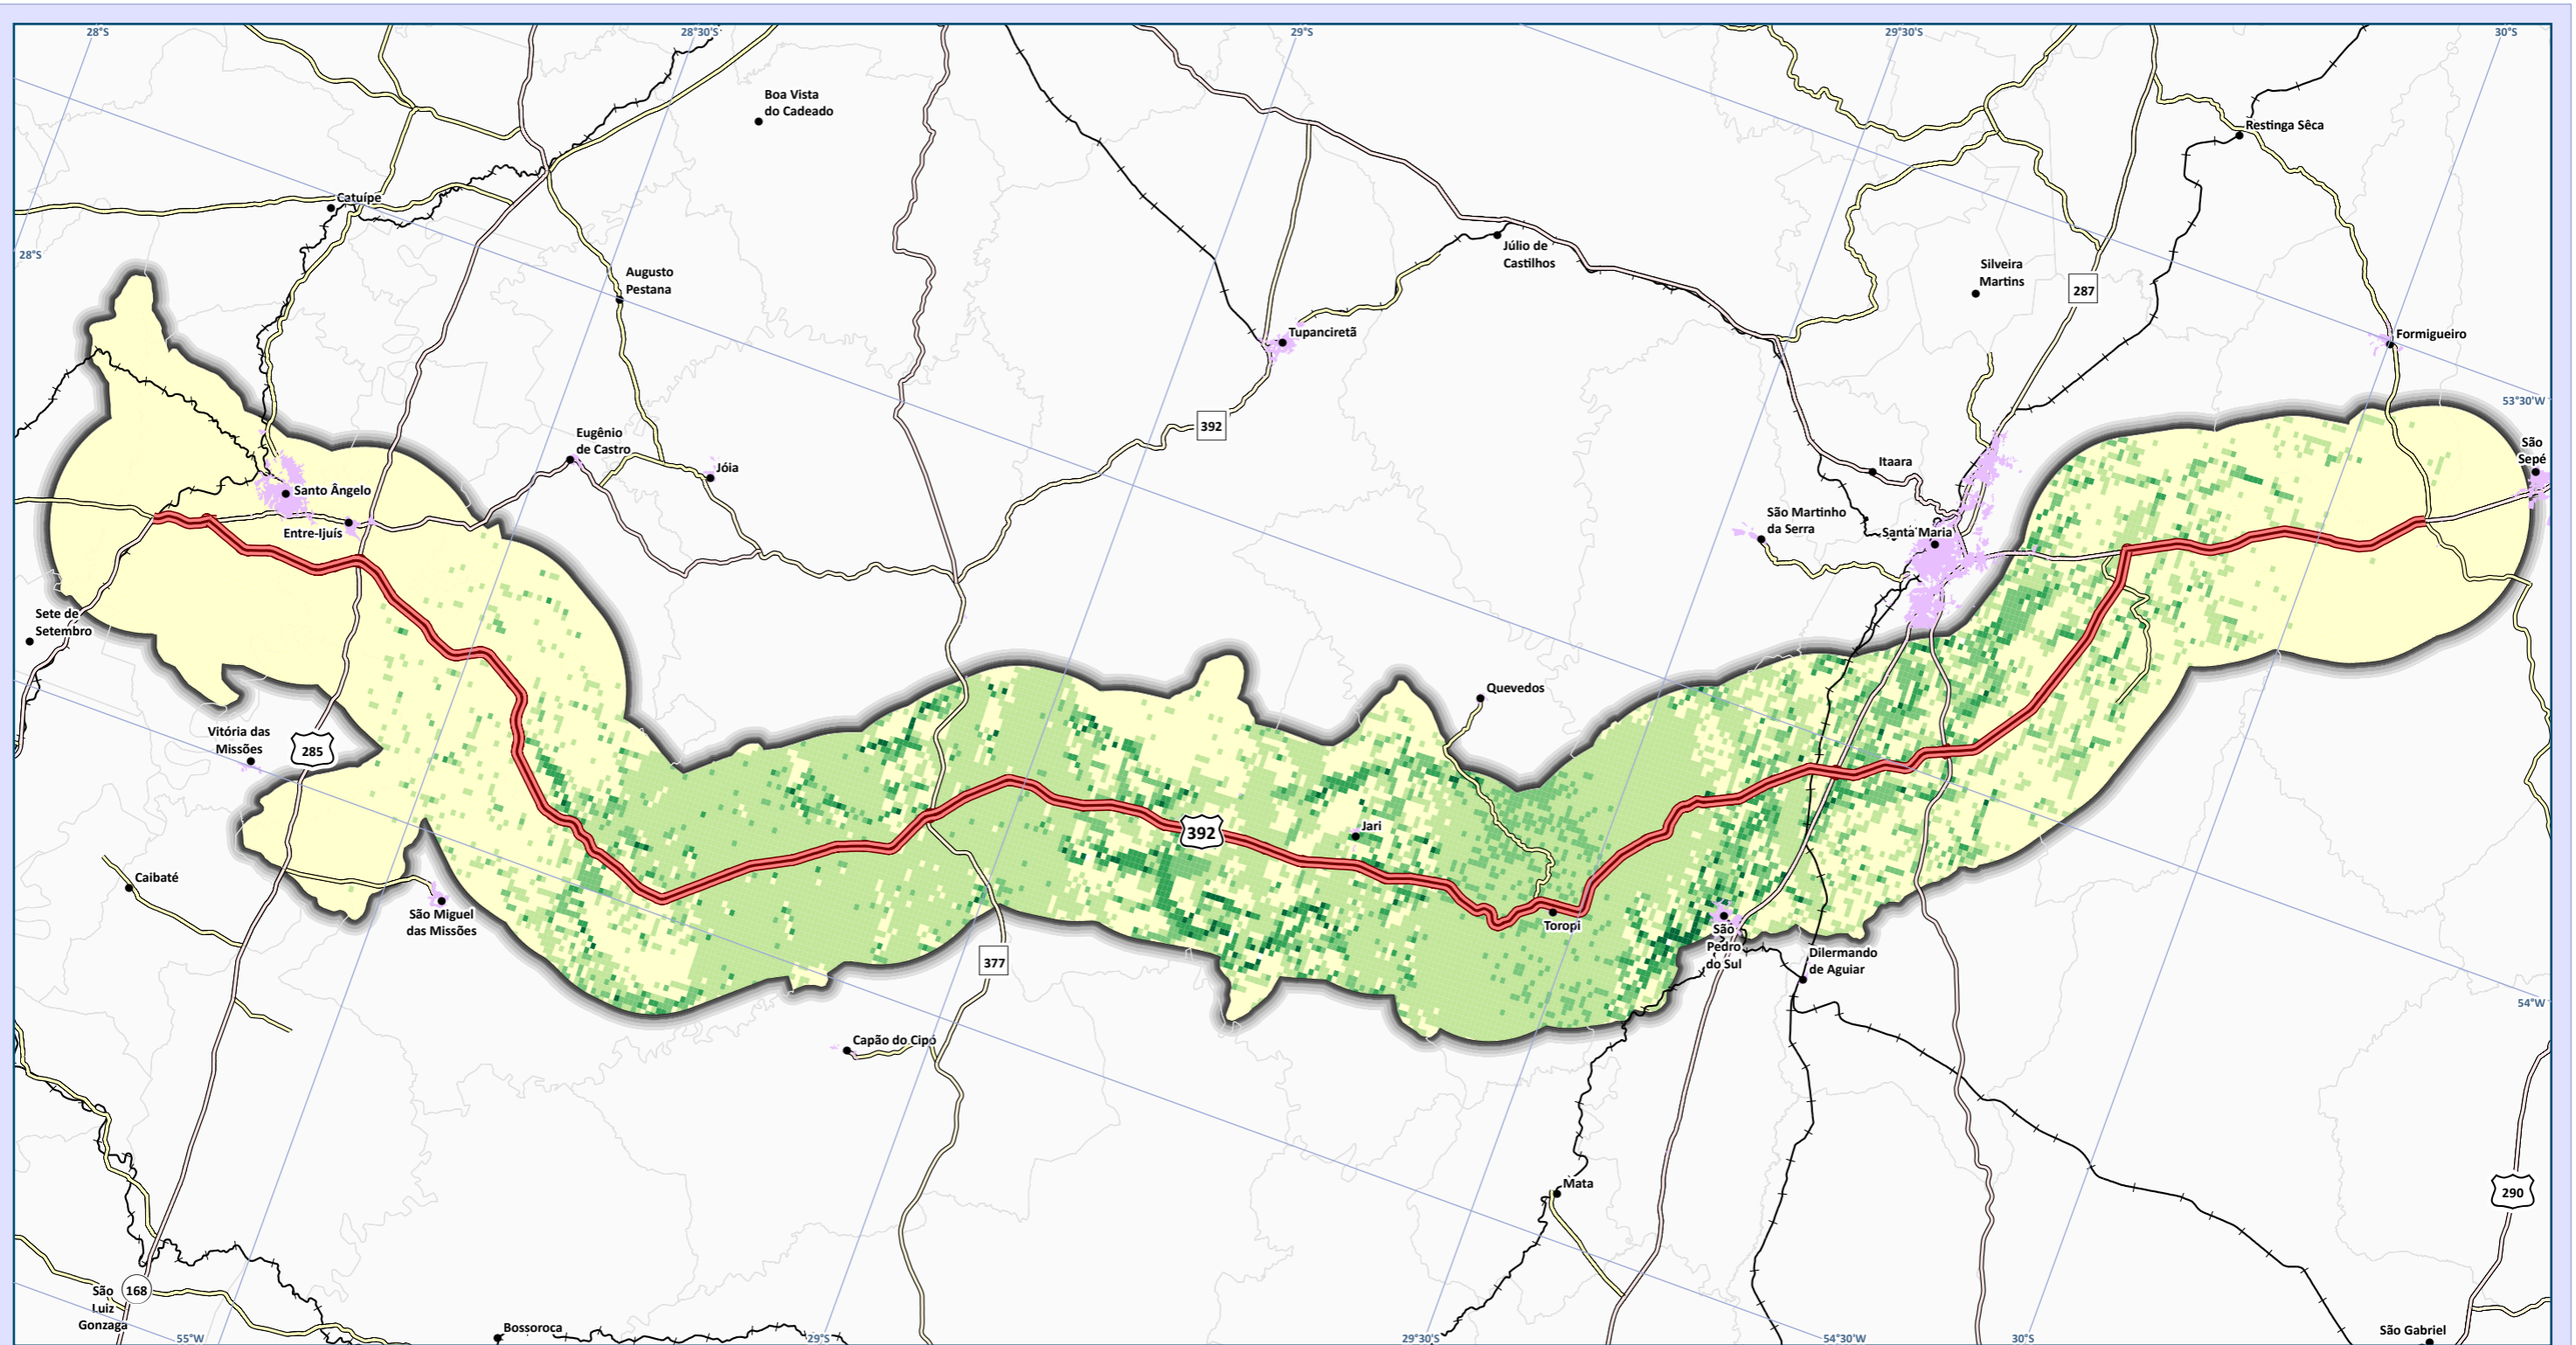 28°S
28°30'S
29°S
29°30'S
30°S
Boa Vista
do Cadeado
Restinga Sêca
Catuípe
Júlio de
Castilhos
28°S
Augusto
Pestana
Silveira
Martins
287
Tupanciretã
Formigueiro
53°30'W
392
Eugênio
de Castro
Jóia
Itaara
São
Sepé
Santo Ângelo
Entre-Ijuís
São Martinho
da Serra
Santa Maria
Sete de
Setembro
Quevedos
Vitória das
Missões
285
392
Jari
Caibaté
São Miguel
das Missões
Toropi
São
Pedro
do Sul
Dilermando
de Aguiar
377
54°W
Capão do Cipó
Mata
290
São
Luiz
Gonzaga
168
Bossoroca
São Gabriel
55°W
29°S
29°30'S
54°30'W
30°S